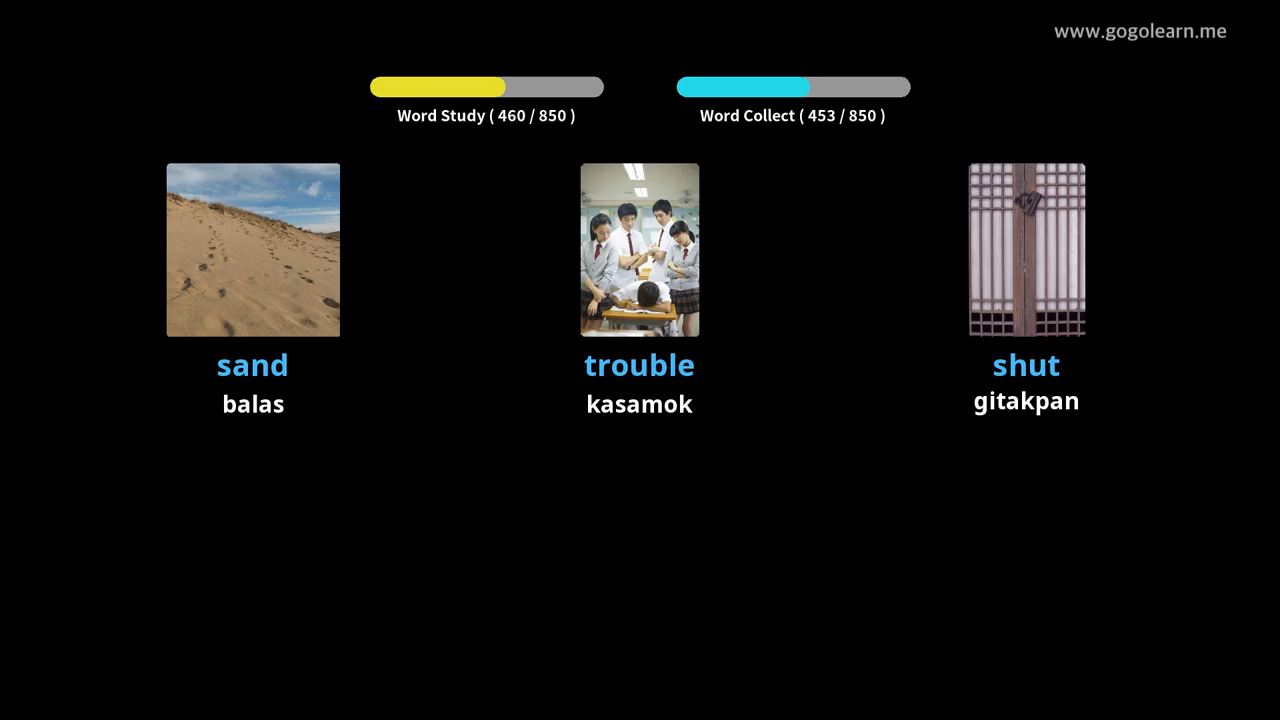 www.gogolearn.me
Word Study ( 460 / 850 )
Word Collect ( 453 / 850 )
sand
trouble
shut
balas
kasamok
gitakpan